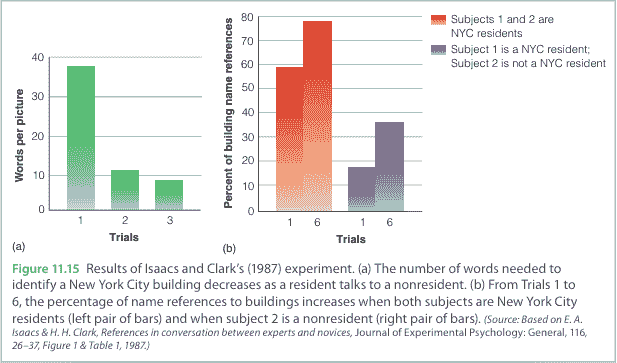 40
30
20
10
0
Words per picture
1 2 3
Trials
(a)
80
70
60
50
40
30
20
10
0
Percent of building name references
1 6 1 6
Trials
(b)
Subjects 1 and 2 are
NYC residents
Subject 1 is a NYC resident;
Subject 2 is not a NYC resident
Figure 11.15 Results of Isaacs and Clark's (1987) experiment. (a) The number of words needed to
identify a New York City building decreases as a resident talks to a nonresident. (b) From Trials 1 to
6, the percentage of name references to buildings increases when both subjects are New York City
residents (left pair of bars) and when subject 2 is a nonresident (right pair of bars). (Source: Based on E. A.
Isaacs & H. H. Clark, References in conversation between experts and novices, Journal of Experimental Psychology: General, 116,
26–37, Figure 1 & Table 1, 1987.)